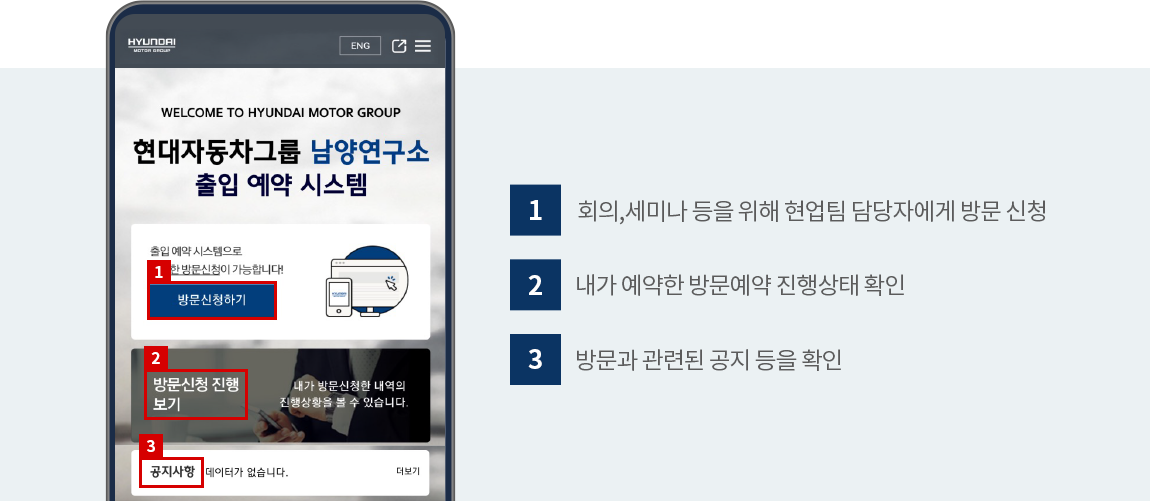 HYUNDAI
MOTOR GROUP
ENG
WELCOME TO HYUNDAI MOTOR GROUP
현대자동차그룹 남양연구소
출입 예약 시스템
출입 예약 시스템으로
한 방문신청이 가능합니다!
1
방문신청하기
2
방문신청 진행
보기
내가 방문신청한 내역의
진행상황을 볼 수 있습니다.
3
공지사항
데이터가 없습니다.
더보기
1 회의,세미나 등을 위해 현업팀 담당자에게 방문 신청
2 내가 예약한 방문예약 진행상태 확인
3 방문과 관련된 공지 등을 확인